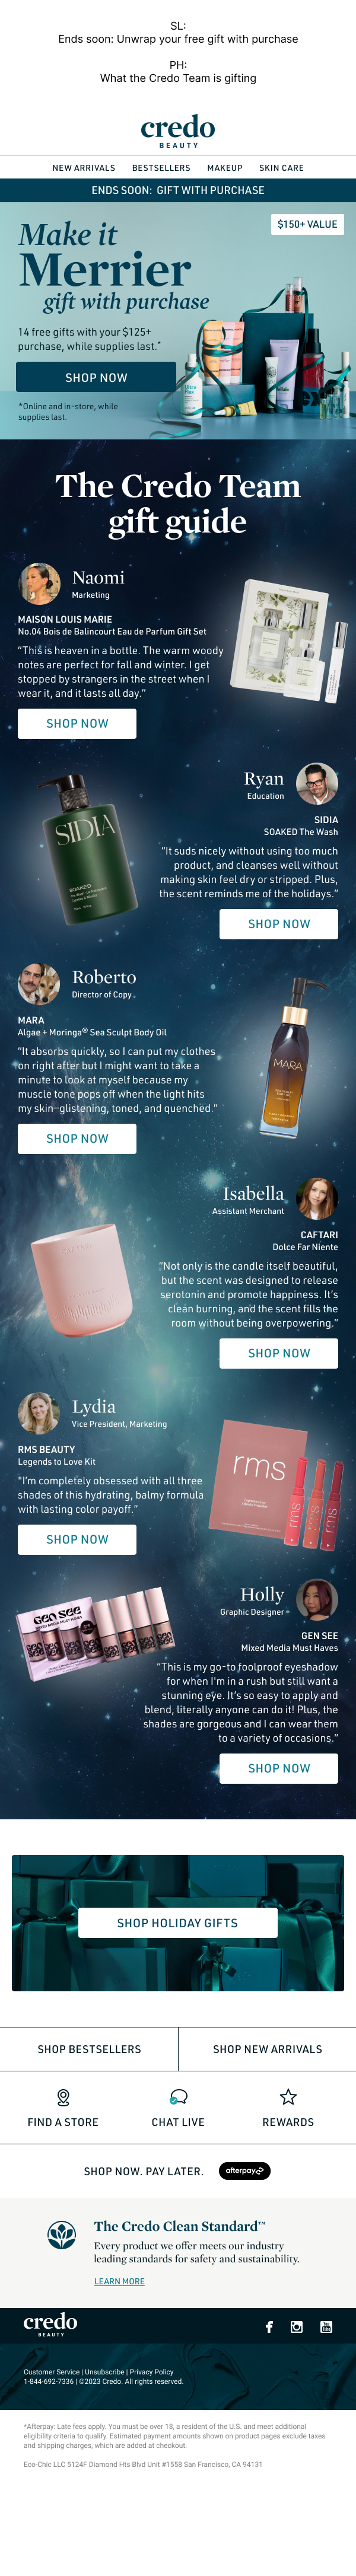 SL:
Ends soon: Unwrap your free gift with purchase
PH:
What the Credo Team is gifting
credo
BEAUTY
NEW ARRIVALS BESTSELLERS MAKEUP SKIN CARE
ENDS SOON: GIFT WITH PURCHASE
$150+ VALUE
Make it
Merrier
gift with purchase
14 free gifts with your $125+
purchase, while supplies last.*
SHOP NOW
*Online and in-store, while
supplies last.
The Credo Team
gift guide
Naomi
Marketing
MAISON LOUIS MARIE
No.04 Bois de Balincourt Eau de Parfum Gift Set
“This is heaven in a bottle. The warm woody
notes are perfect for fall and winter. I get
stopped by strangers in the street when I
wear it, and it lasts all day.”
SHOP NOW
Ryan
Education
SIDIA
SOAKED The Wash
“It suds nicely without using too much
product, and cleanses well without
making skin feel dry or stripped. Plus,
the scent reminds me of the holidays.”
SHOP NOW
SIDIA
SOAKED
Roberto
Director of Copy
MARA
Algae + Moringa® Sea Sculpt Body Oil
“It absorbs quickly, so I can put my clothes
on right after but I might want to take a
minute to look at myself because my
muscle tone pops off when the light hits
my skin—glistening, toned, and quenched.”
SHOP NOW
MARA
Isabella
Assistant Merchant
CAFTARI
Dolce Far Niente
“Not only is the candle itself beautiful,
but the scent was designed to release
serotonin and promote happiness. It’s
clean burning, and the scent fills the
room without being overpowering.”
SHOP NOW
Lydia
Vice President, Marketing
RMS BEAUTY
Legends to Love Kit
“I’m completely obsessed with all three
shades of this hydrating, balmy formula
with lasting color payoff.”
SHOP NOW
rms
rms
rms
rms
GEN SEE
Holly
Graphic Designer
GEN SEE
Mixed Media Must Haves
“This is my go-to foolproof eyeshadow
for when I’m in a rush but still want a
stunning eye. It’s so easy to apply and
blend, literally anyone can do it! Plus, the
shades are gorgeous and I can wear them
to a variety of occasions.”
SHOP NOW
SHOP HOLIDAY GIFTS
SHOP BESTSELLERS SHOP NEW ARRIVALS
FIND A STORE CHAT LIVE REWARDS
SHOP NOW. PAY LATER. afterpay
The Credo Clean Standard™
Every product we offer meets our industry
leading standards for safety and sustainability.
LEARN MORE
credo
BEAUTY
Customer Service | Unsubscribe | Privacy Policy
1-844-692-7336 | ©2023 Credo. All rights reserved.
*Afterpay: Late fees apply. You must be over 18, a resident of the U.S. and meet additional
eligibility criteria to qualify. Estimated payment amounts shown on product pages exclude taxes
and shipping charges, which are added at checkout.
Eco-Chic LLC 5124F Diamond Hts Blvd Unit #1558 San Francisco, CA 94131